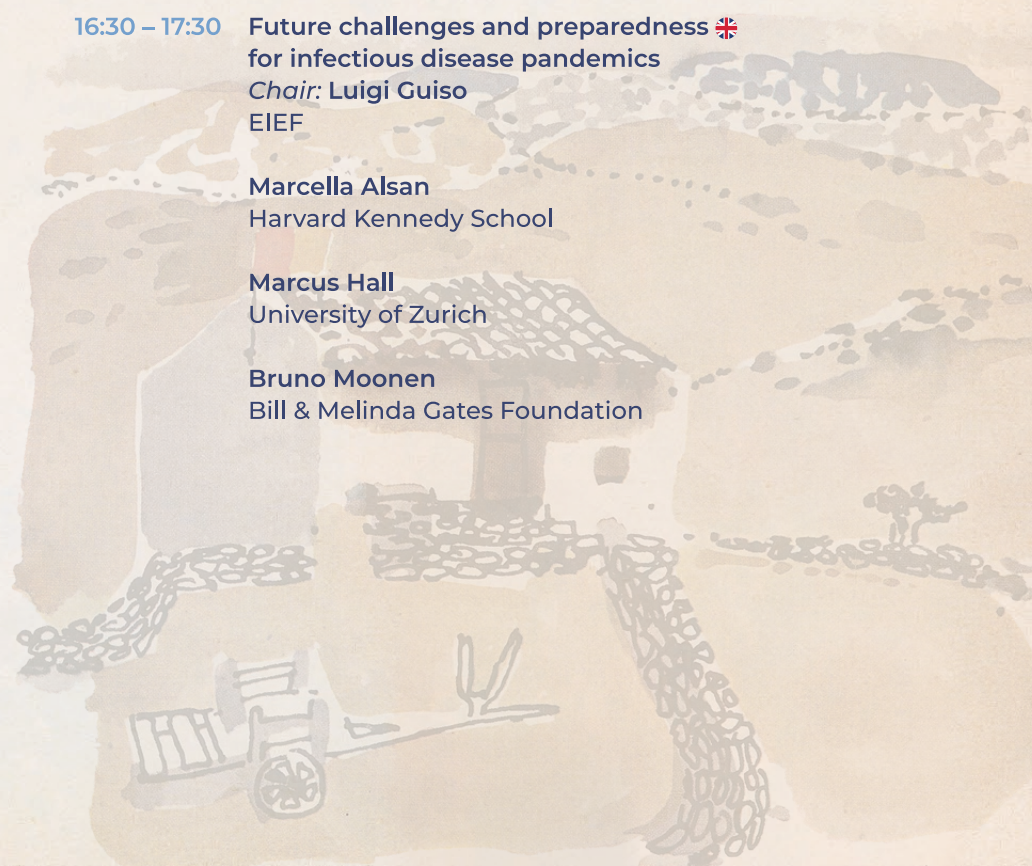 16:30 – 17:30 Future challenges and preparedness
for infectious disease pandemics
Chair: Luigi Guiso
EIEF
Marcella Alsan
Harvard Kennedy School
Marcus Hall
University of Zurich
Bruno Moonen
Bill & Melinda Gates Foundation